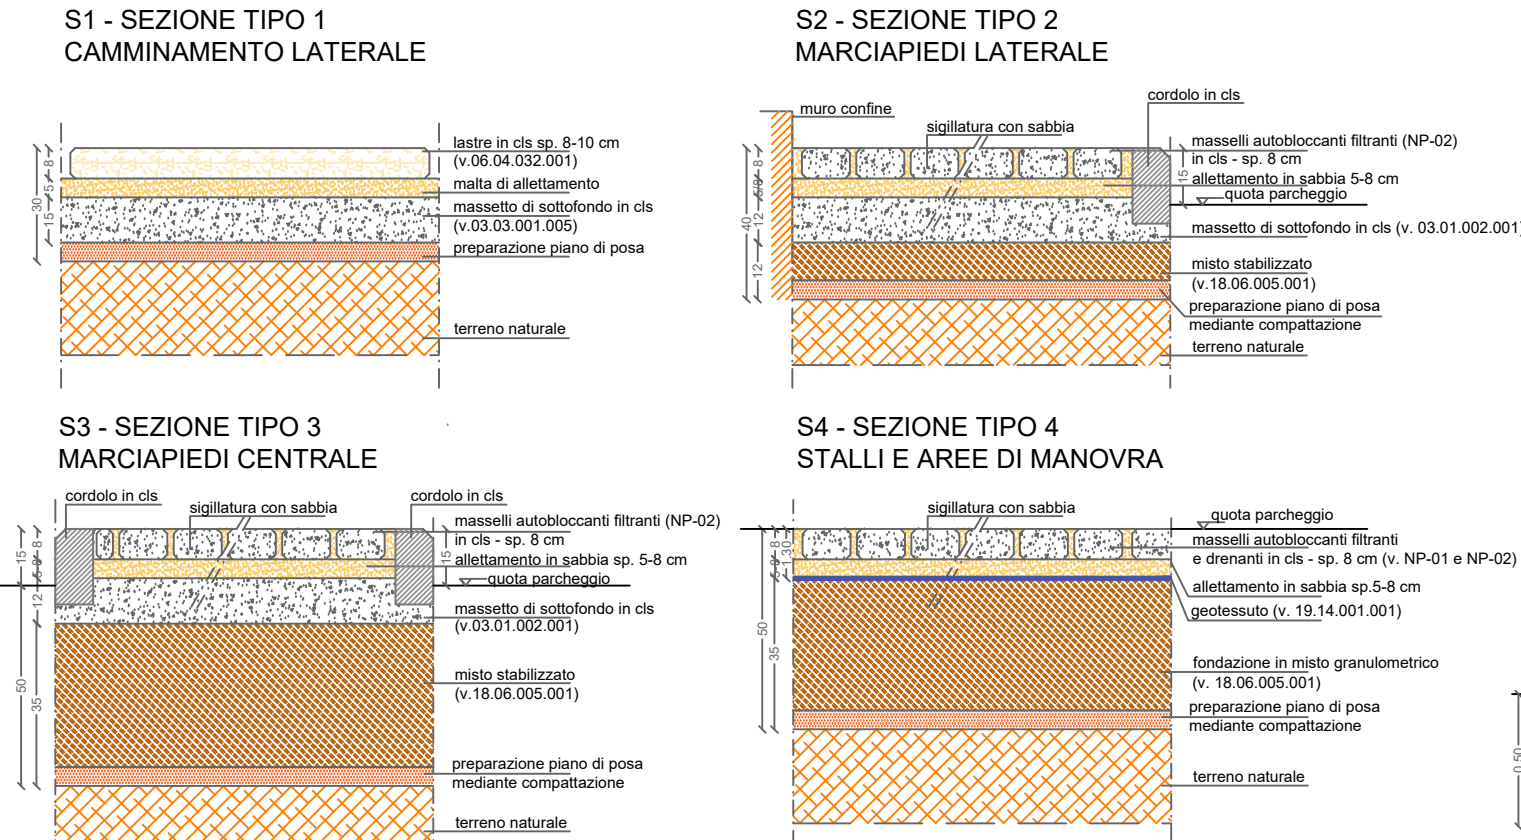 S1 - SEZIONE TIPO 1
CAMMINAMENTO LATERALE
lastre in cls sp. 8-10 cm
(v.06.04.032.001)
malta di allettamento
massetto di sottofondo in cls
(v.03.03.001.005)
preparazione piano di posa
terreno naturale
30
8
5
15
S2 - SEZIONE TIPO 2
MARCIAPIEDI LATERALE
muro confine
sigillatura con sabbia
cordolo in cls
masselli autobloccanti filtranti (NP-02)
in cls - sp. 8 cm
allettamento in sabbia 5-8 cm
quota parcheggio
massetto di sottofondo in cls (v. 03.01.002.001)
misto stabilizzato
(v.18.06.005.001)
preparazione piano di posa
mediante compattazione
terreno naturale
40
8
5/8
12
12
15
S3 - SEZIONE TIPO 3
MARCIAPIEDI CENTRALE
cordolo in cls
sigillatura con sabbia
cordolo in cls
masselli autobloccanti filtranti (NP-02)
in cls - sp. 8 cm
allettamento in sabbia sp. 5-8 cm
quota parcheggio
massetto di sottofondo in cls
(v.03.01.002.001)
misto stabilizzato
(v.18.06.005.001)
preparazione piano di posa
mediante compattazione
terreno naturale
15
50
8
5-8
12
35
15
S4 - SEZIONE TIPO 4
STALLI E AREE DI MANOVRA
sigillatura con sabbia
quota parcheggio
masselli autobloccanti filtranti
e drenanti in cls - sp. 8 cm (v. NP-01 e NP-02)
allettamento in sabbia sp.5-8 cm
geotessuto (v. 19.14.001.001)
fondazione in misto granulometrico
(v. 18.06.005.001)
preparazione piano di posa
mediante compattazione
terreno naturale
50
8
5-8
35
0.50